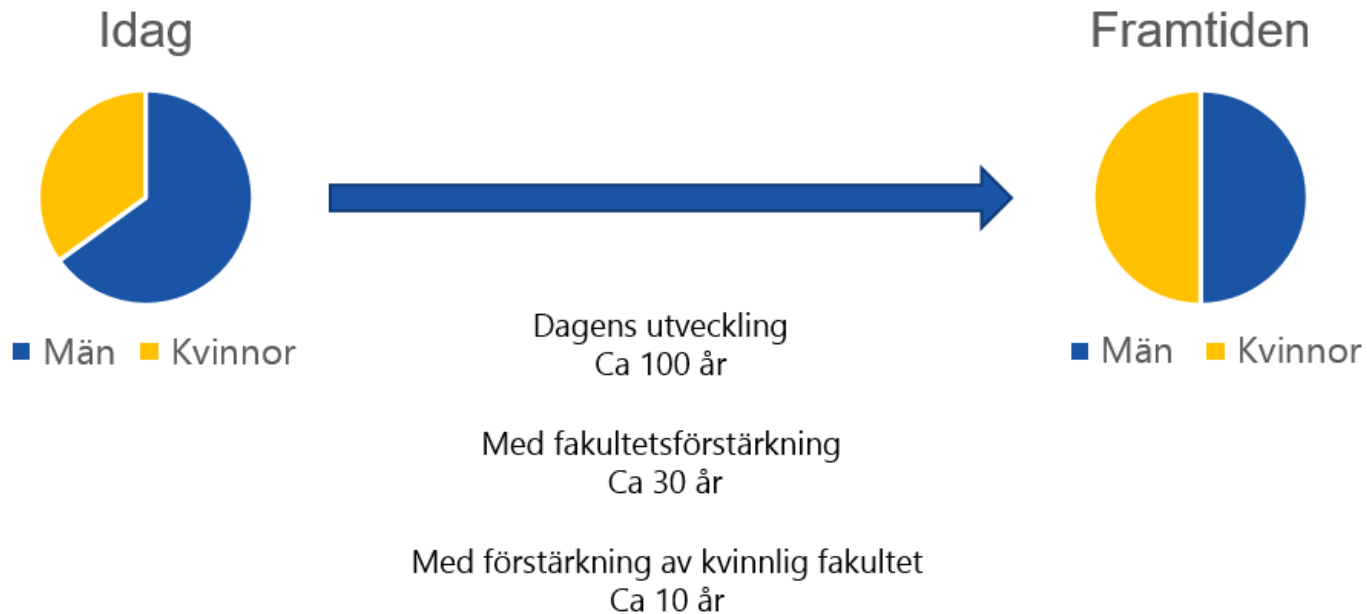 Idag
Framtiden
Män Kvinnor
Män Kvinnor
Dagens utveckling
Ca 100 år
Med fakultetsförstärkning
Ca 30 år
Med förstärkning av kvinnlig fakultet
Ca 10 år